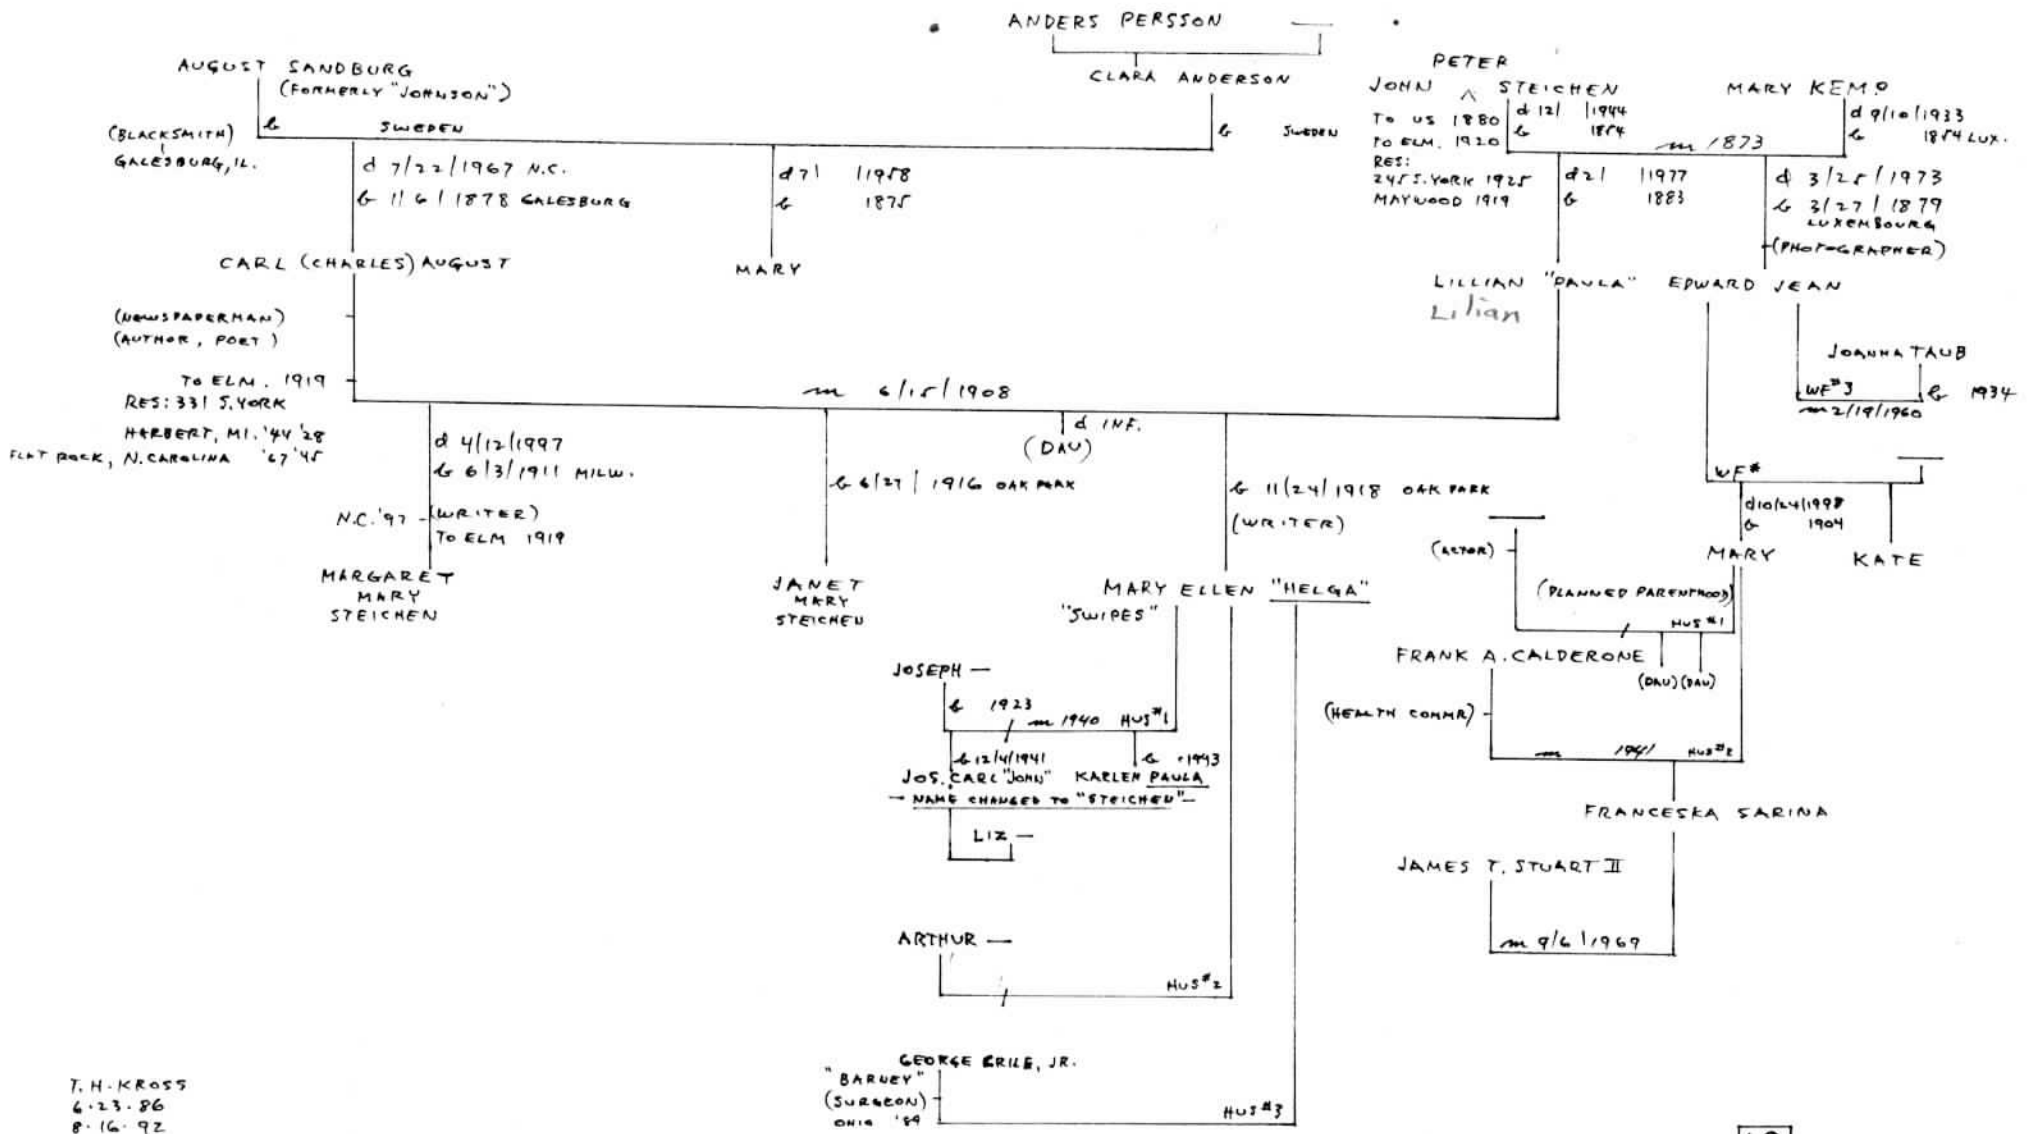 ANDERS PERSSON
AUGUST SANDBURG
(FORMERLY "JOHNSON")
CLARA ANDERSON
PETER
JOHN ^ STEICHEN
MARY KEMP
(BLACKSMITH)
GALESBURG, IL.
b SWEDEN
b SWEDEN
TO US 1880
TO ELM. 1920
RES:
245 S. YORK 1925
MAYWOOD 1919
d 12/ /1944
b 1854
m 1873
d 9/10/1933
b 1854 LUX.
d 7/22/1967 N.C.
b 1/6/1878 GALESBURG
d 7/ /1958
b 1875
d 2/ /1977
b 1883
d 3/25/1973
b 3/27/1879
LUXEMBOURG
(PHOTOGRAPHER)
CARL (CHARLES) AUGUST
MARY
LILLIAN "PAULA"
Lilian
EDWARD JEAN
(NEWSPAPERMAN)
(AUTHOR, POET)
TO ELM. 1919
RES: 331 S. YORK
HARBERT, MI. '44 '28
FLAT ROCK, N. CAROLINA '67 '45
m 6/15/1908
JOANNA TAUB
WF #3
b 1934
m 2/19/1960
d 4/12/1997
b 6/3/1911 MILW.
N.C. '97
(WRITER)
TO ELM 1919
MARGARET
MARY
STEICHEN
b 6/27/1916 OAK PARK
JANET
MARY
STEICHEN
d INF.
(DAU)
b 11/24/1918 OAK PARK
(WRITER)
MARY ELLEN "HELGA"
"SWIPES"
WF #
d 10/24/1998
b 1904
MARY
KATE
(ACTOR)
(PLANNED PARENTHOOD)
HUS #1
FRANK A. CALDERONE
(DAU) (DAU)
(HEALTH COMMR)
m 1941 HUS #2
FRANCESKA SARINA
JAMES T. STUART II
m 9/6/1969
JOSEPH —
b 1923
m 1940 HUS #1
b 12/4/1941
b 1943
JOS. CARL "JOHN" KARLEN PAULA
— NAME CHANGED TO "STEICHEN" —
LIZ —
ARTHUR —
HUS #2
GEORGE CRILE, JR.
"BARNEY"
(SURGEON)
OHIO '89
HUS #3
T. H. KROSS
6.23.86
8.16.92